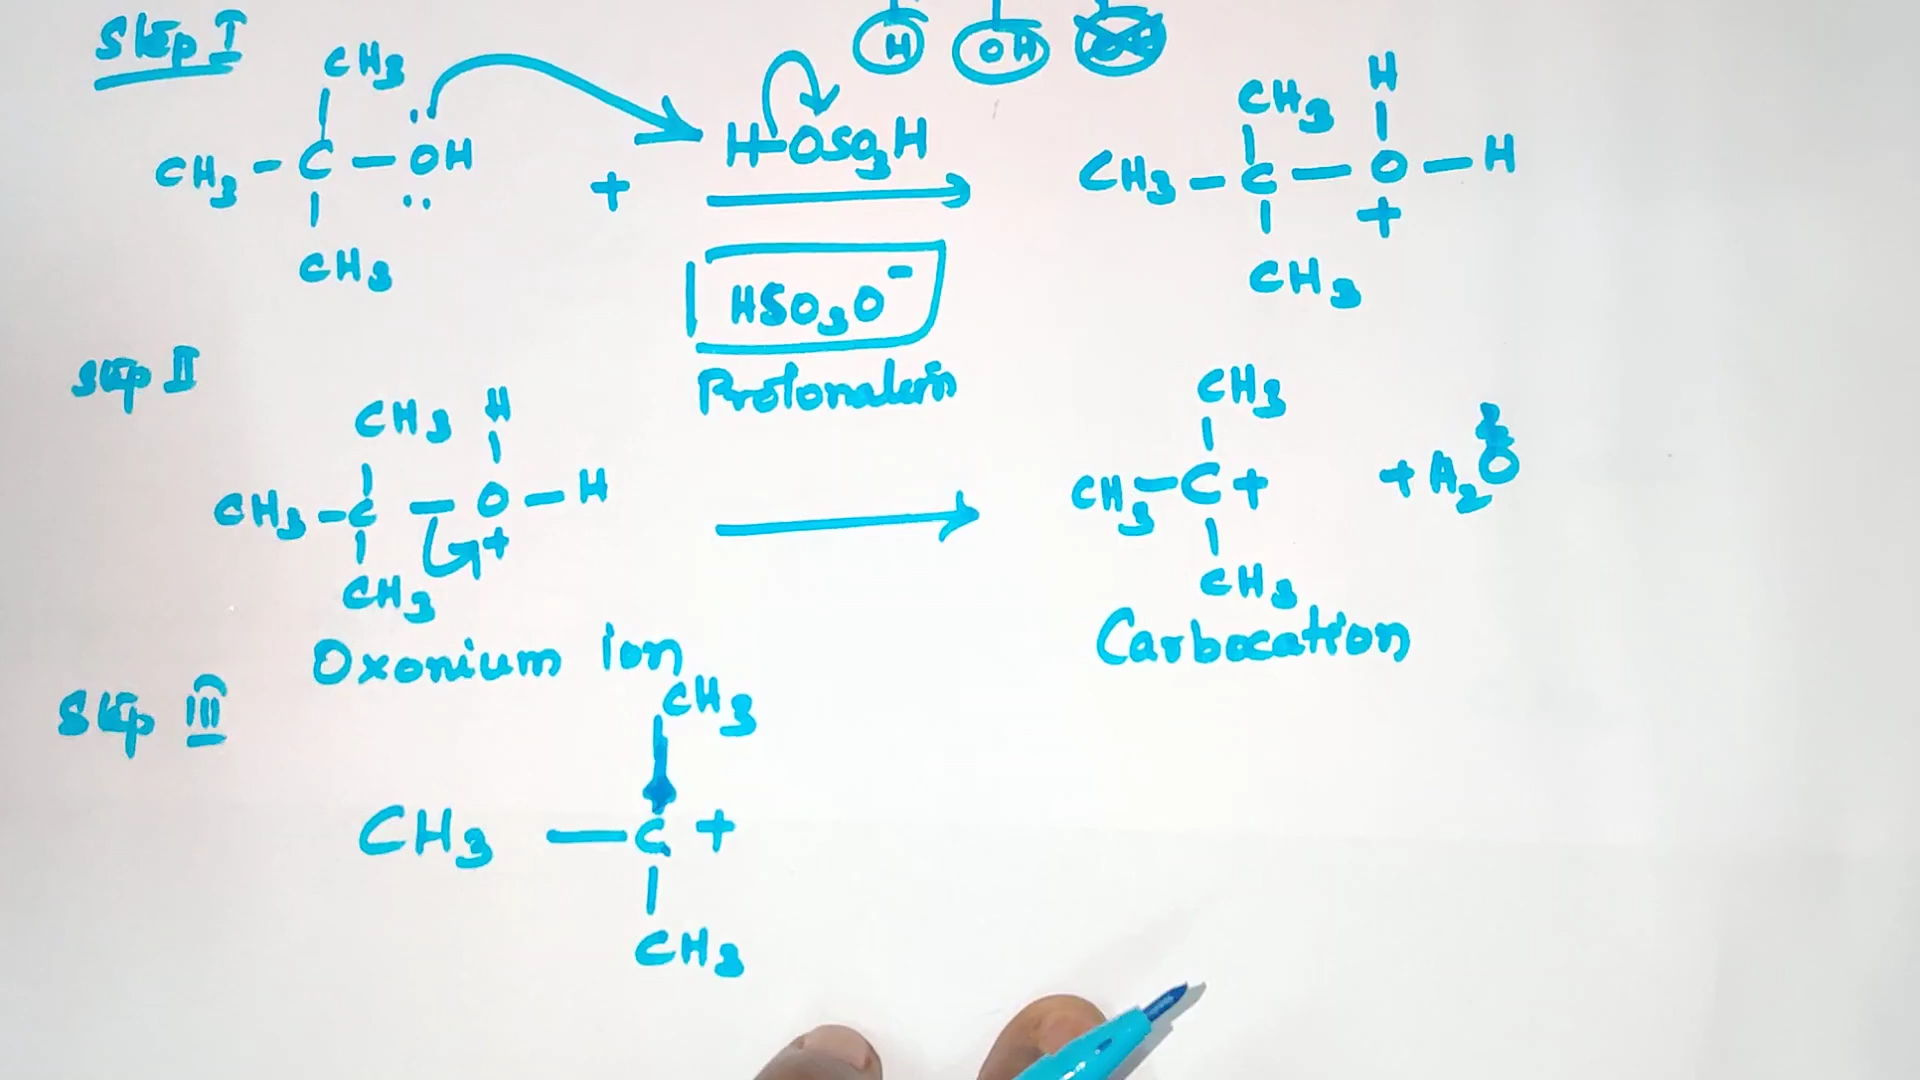 Step I
H OH
CH3 CH3 H
CH3 - C - OH + H-OSO3H CH3 - C - O - H
+
CH3 CH3
HSO3O-
Protonation
Step II
CH3 H CH3
CH3 - C - O - H CH3 - C + + H2O
+
CH3 CH3
Oxonium ion Carbocation
Step III
CH3
CH3 - C +
CH3